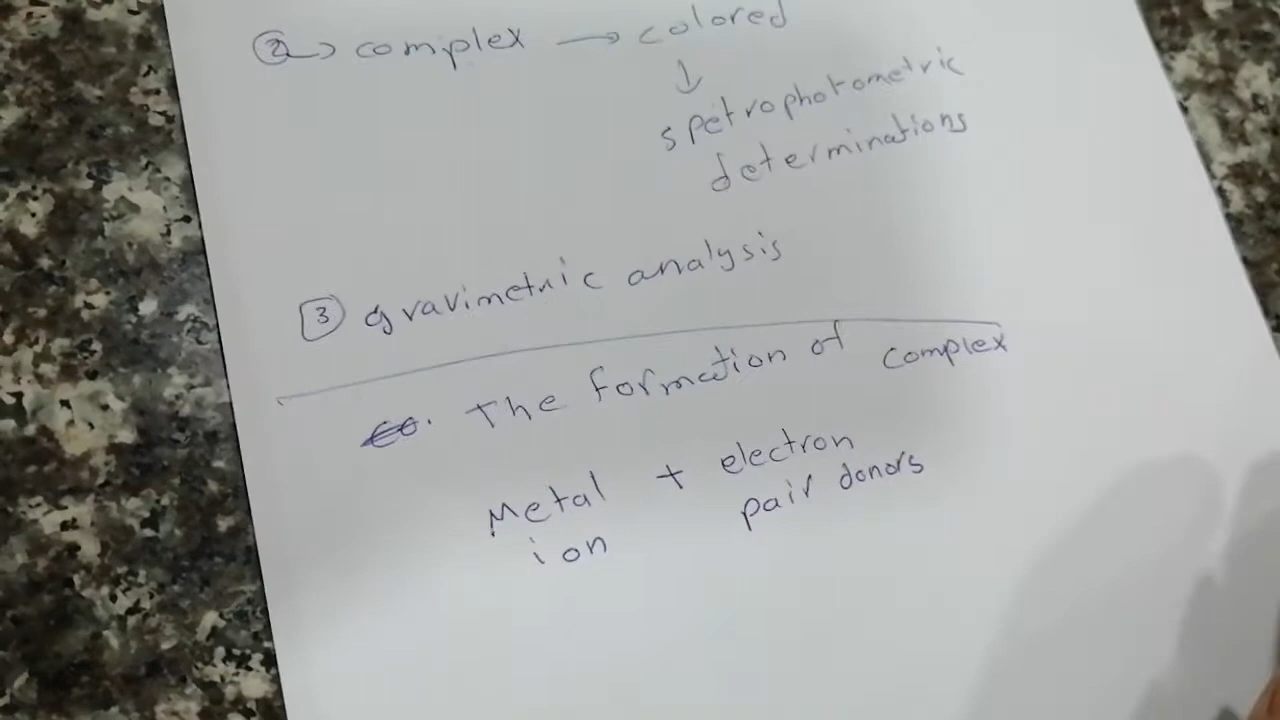 ② → complex → colored
↓
spetrophotometric
determinations
3 gravimetric analysis
The formation of complex
Metal + electron
ion pair donors